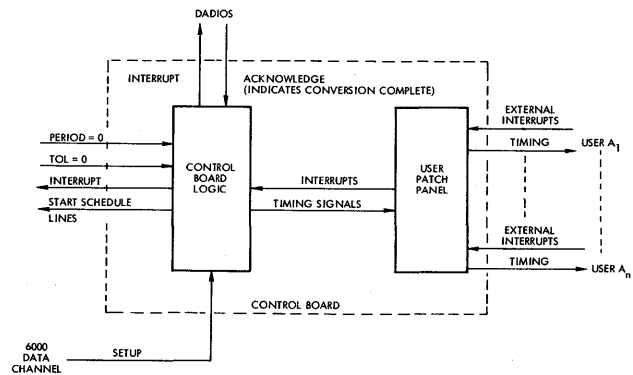 DADIOS
INTERRUPT
ACKNOWLEDGE
(INDICATES CONVERSION COMPLETE)
PERIOD = 0
TOL = 0
INTERRUPT
START SCHEDULE
LINES
CONTROL
BOARD
LOGIC
INTERRUPTS
TIMING SIGNALS
USER
PATCH
PANEL
EXTERNAL
INTERRUPTS
TIMING
USER A1
EXTERNAL
INTERRUPTS
TIMING
USER An
CONTROL BOARD
6000
DATA
CHANNEL
SETUP